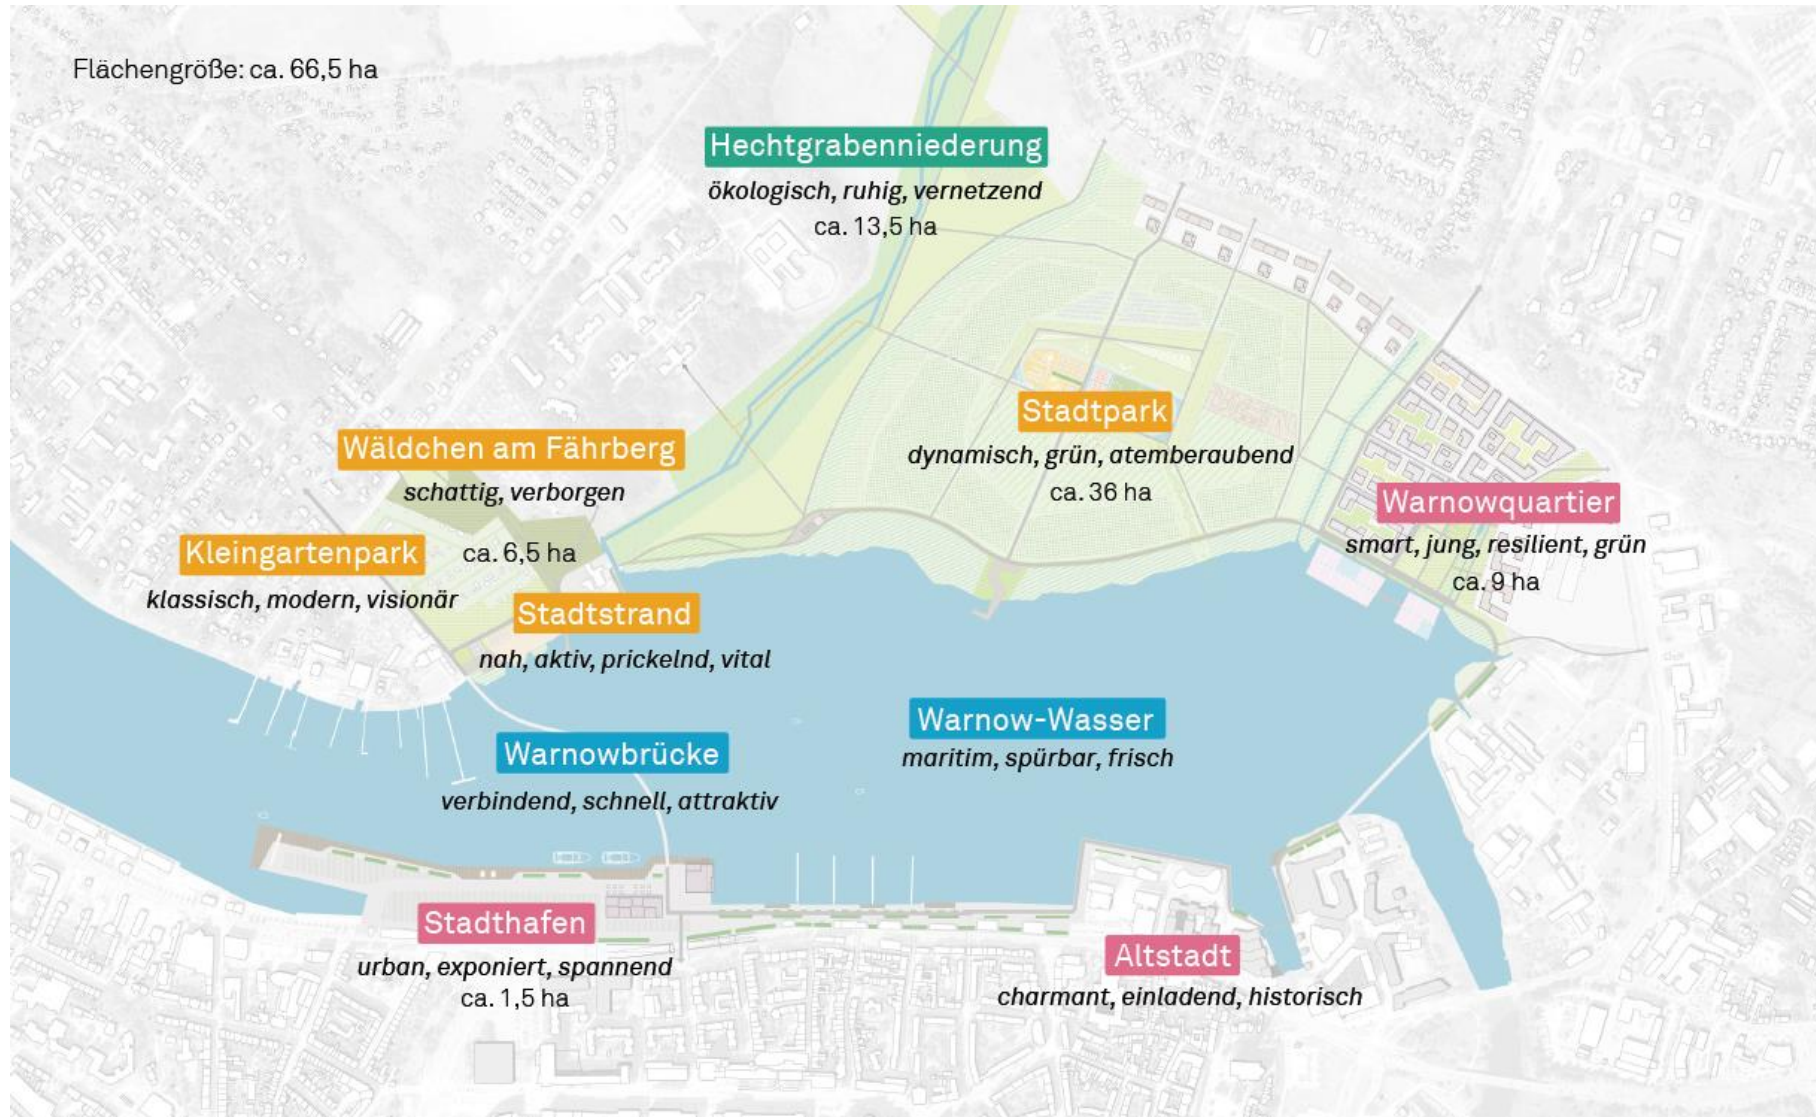 Flächengröße: ca. 66,5 ha
Hechtgrabenniederung
ökologisch, ruhig, vernetzend
ca. 13,5 ha
Stadtpark
dynamisch, grün, atemberaubend
ca. 36 ha
Wäldchen am Fährberg
schattig, verborgen
Warnowquartier
smart, jung, resilient, grün
ca. 9 ha
Kleingartenpark
klassisch, modern, visionär
ca. 6,5 ha
Stadtstrand
nah, aktiv, prickelnd, vital
Warnow-Wasser
maritim, spürbar, frisch
Warnowbrücke
verbindend, schnell, attraktiv
Stadthafen
urban, exponiert, spannend
ca. 1,5 ha
Altstadt
charmant, einladend, historisch